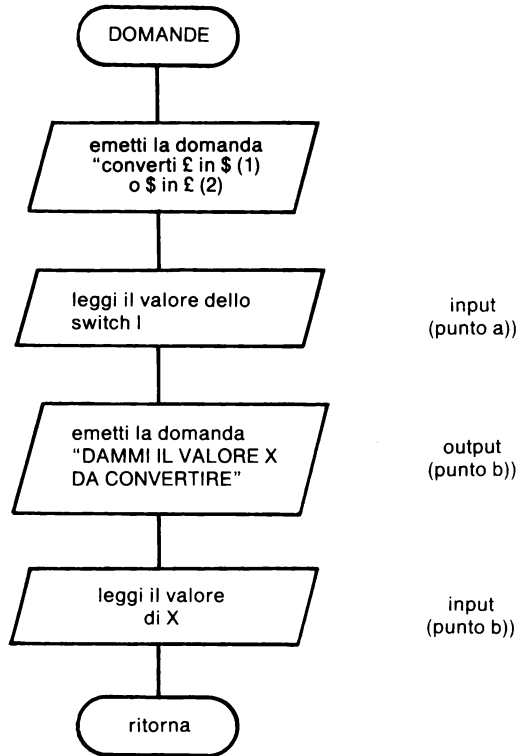 DOMANDE
emetti la domanda
“converti £ in $ (1)
o $ in £ (2)
leggi il valore dello
switch I
input
(punto a))
emetti la domanda
“DAMMI IL VALORE X
DA CONVERTIRE”
output
(punto b))
leggi il valore
di X
input
(punto b))
ritorna